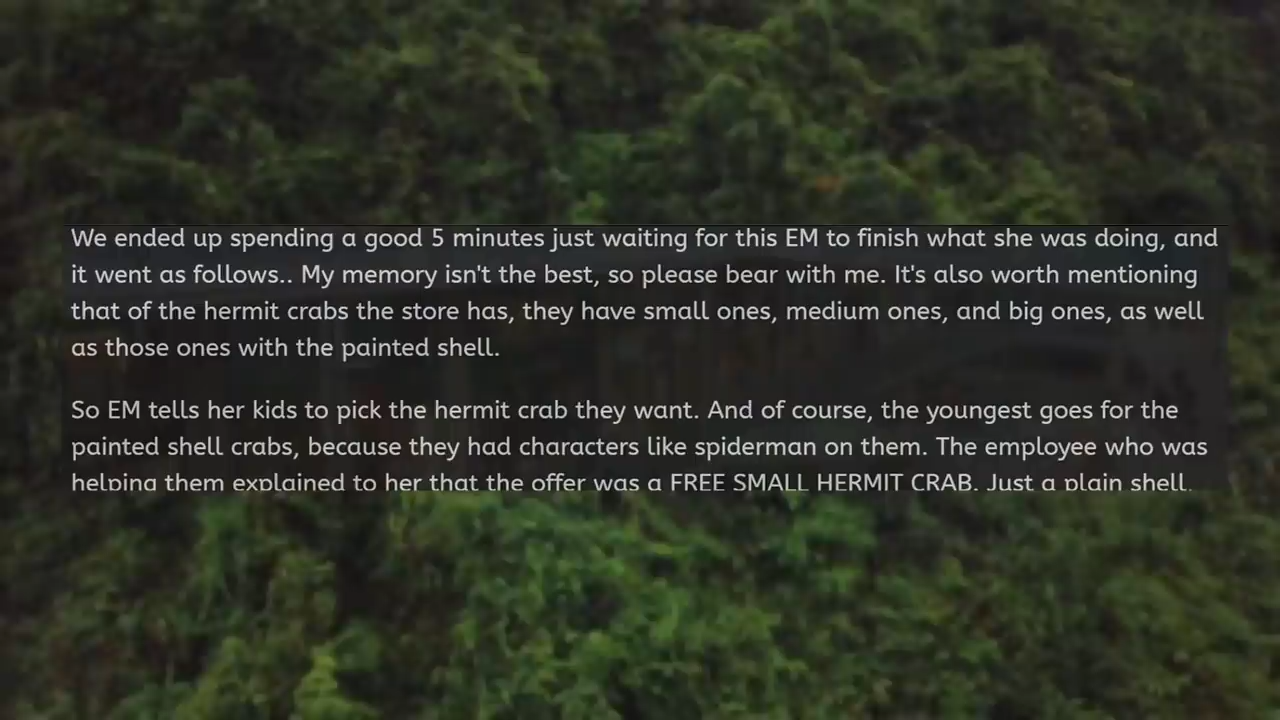 We ended up spending a good 5 minutes just waiting for this EM to finish what she was doing, and
it went as follows.. My memory isn't the best, so please bear with me. It's also worth mentioning
that of the hermit crabs the store has, they have small ones, medium ones, and big ones, as well
as those ones with the painted shell.
So EM tells her kids to pick the hermit crab they want. And of course, the youngest goes for the
painted shell crabs, because they had characters like spiderman on them. The employee who was
helping them explained to her that the offer was a FREE SMALL HERMIT CRAB. Just a plain shell.